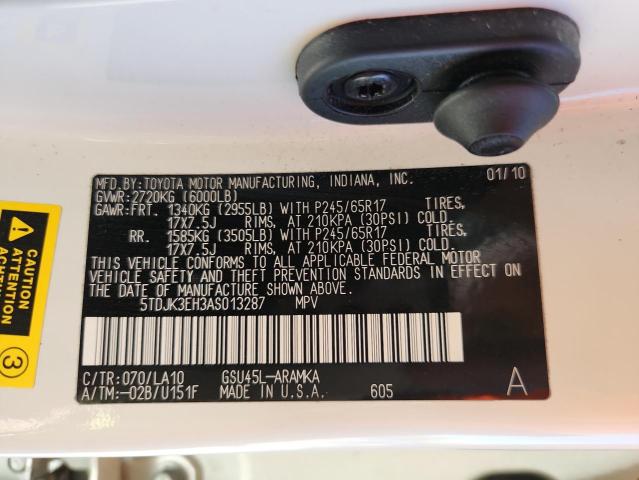 MFD.BY:TOYOTA MOTOR MANUFACTURING, INDIANA, INC. 01/10
GVWR:2720KG (6000LB)
GAWR:FRT. 1340KG (2955LB) WITH P245/65R17 TIRES,
17X7.5J RIMS, AT 210KPA (30PSI) COLD.
RR. 1585KG (3505LB) WITH P245/65R17 TIRES,
17X7.5J RIMS, AT 210KPA (30PSI) COLD.
THIS VEHICLE CONFORMS TO ALL APPLICABLE FEDERAL MOTOR
VEHICLE SAFETY AND THEFT PREVENTION STANDARDS IN EFFECT ON
THE DATE OF MANUFACTURE SHOWN ABOVE.
5TDJK3EH3AS013287 MPV
C/TR:070/LA10 GSU45L-ARAMKA
A/TM:-02B/U151F MADE IN U.S.A. 605 A
CAUTION
ATTENTION
ACHTUNG
3